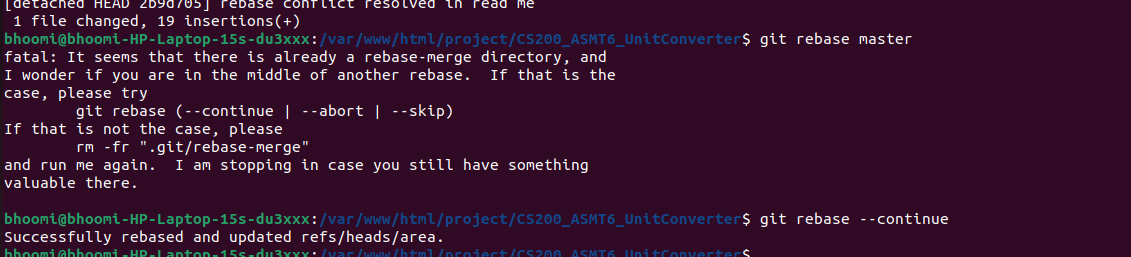 [detached HEAD 2b9d705] rebase conflict resolved in read me
 1 file changed, 19 insertions(+)
bhoomi@bhoomi-HP-Laptop-15s-du3xxx:/var/www/html/project/CS200_ASMT6_UnitConverter$ git rebase master
fatal: It seems that there is already a rebase-merge directory, and
I wonder if you are in the middle of another rebase.  If that is the
case, please try
        git rebase (--continue | --abort | --skip)
If that is not the case, please
        rm -fr ".git/rebase-merge"
and run me again.  I am stopping in case you still have something
valuable there.
bhoomi@bhoomi-HP-Laptop-15s-du3xxx:/var/www/html/project/CS200_ASMT6_UnitConverter$ git rebase --continue
Successfully rebased and updated refs/heads/area.
bhoomi@bhoomi-HP-Laptop-15s-du3xxx:/var/www/html/project/CS200_ASMT6_UnitConverter$